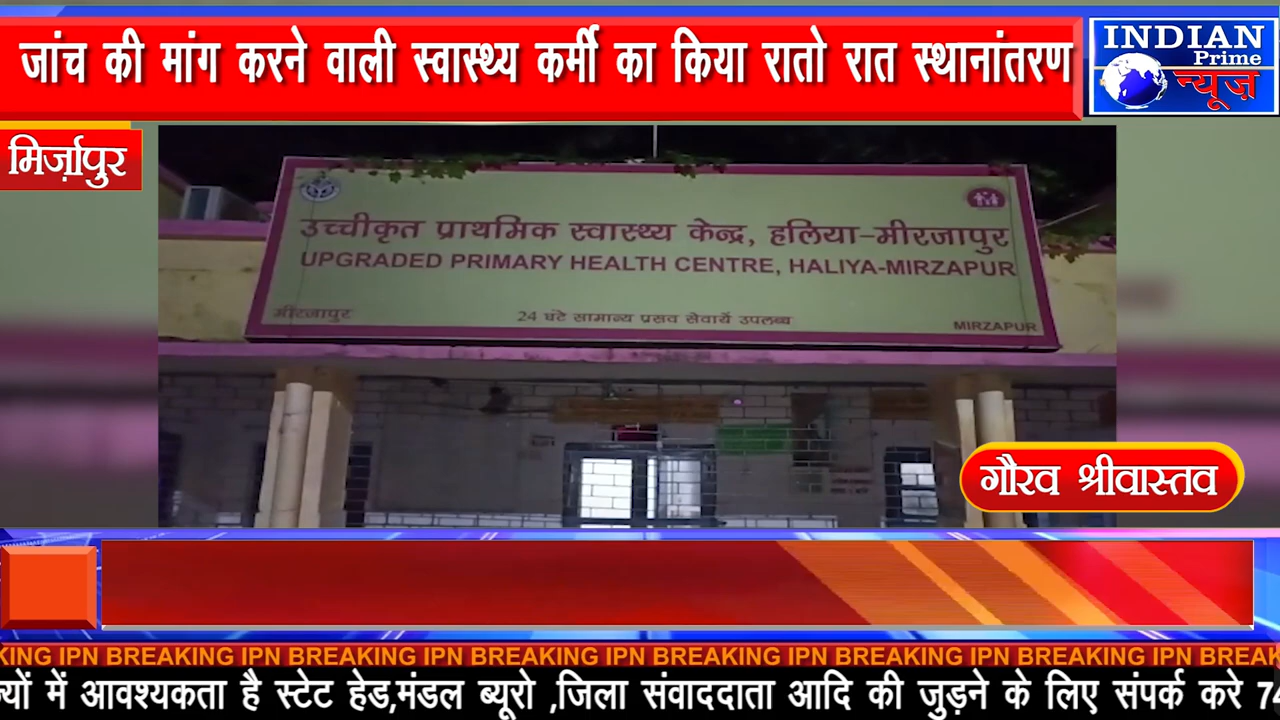 जांच की मांग करने वाली स्वास्थ्य कर्मी का किया रातो रात स्थानांतरण
INDIAN
Prime
न्यूज़
मिर्ज़ापुर
उच्चीकृत प्राथमिक स्वास्थ्य केन्द्र, हलिया-मीरजापुर
UPGRADED PRIMARY HEALTH CENTRE, HALIYA-MIRZAPUR
मीरजापुर
24 घंटे सामान्य प्रसव सेवायें उपलब्ध
MIRZAPUR
गौरव श्रीवास्तव
KING IPN BREAKING IPN BREAKING IPN BREAKING IPN BREAKING IPN BREAKING IPN BREAKING IPN BREAK
ज्यों में आवश्यकता है स्टेट हेड,मंडल ब्यूरो ,जिला संवाददाता आदि की जुड़ने के लिए संपर्क करे 74